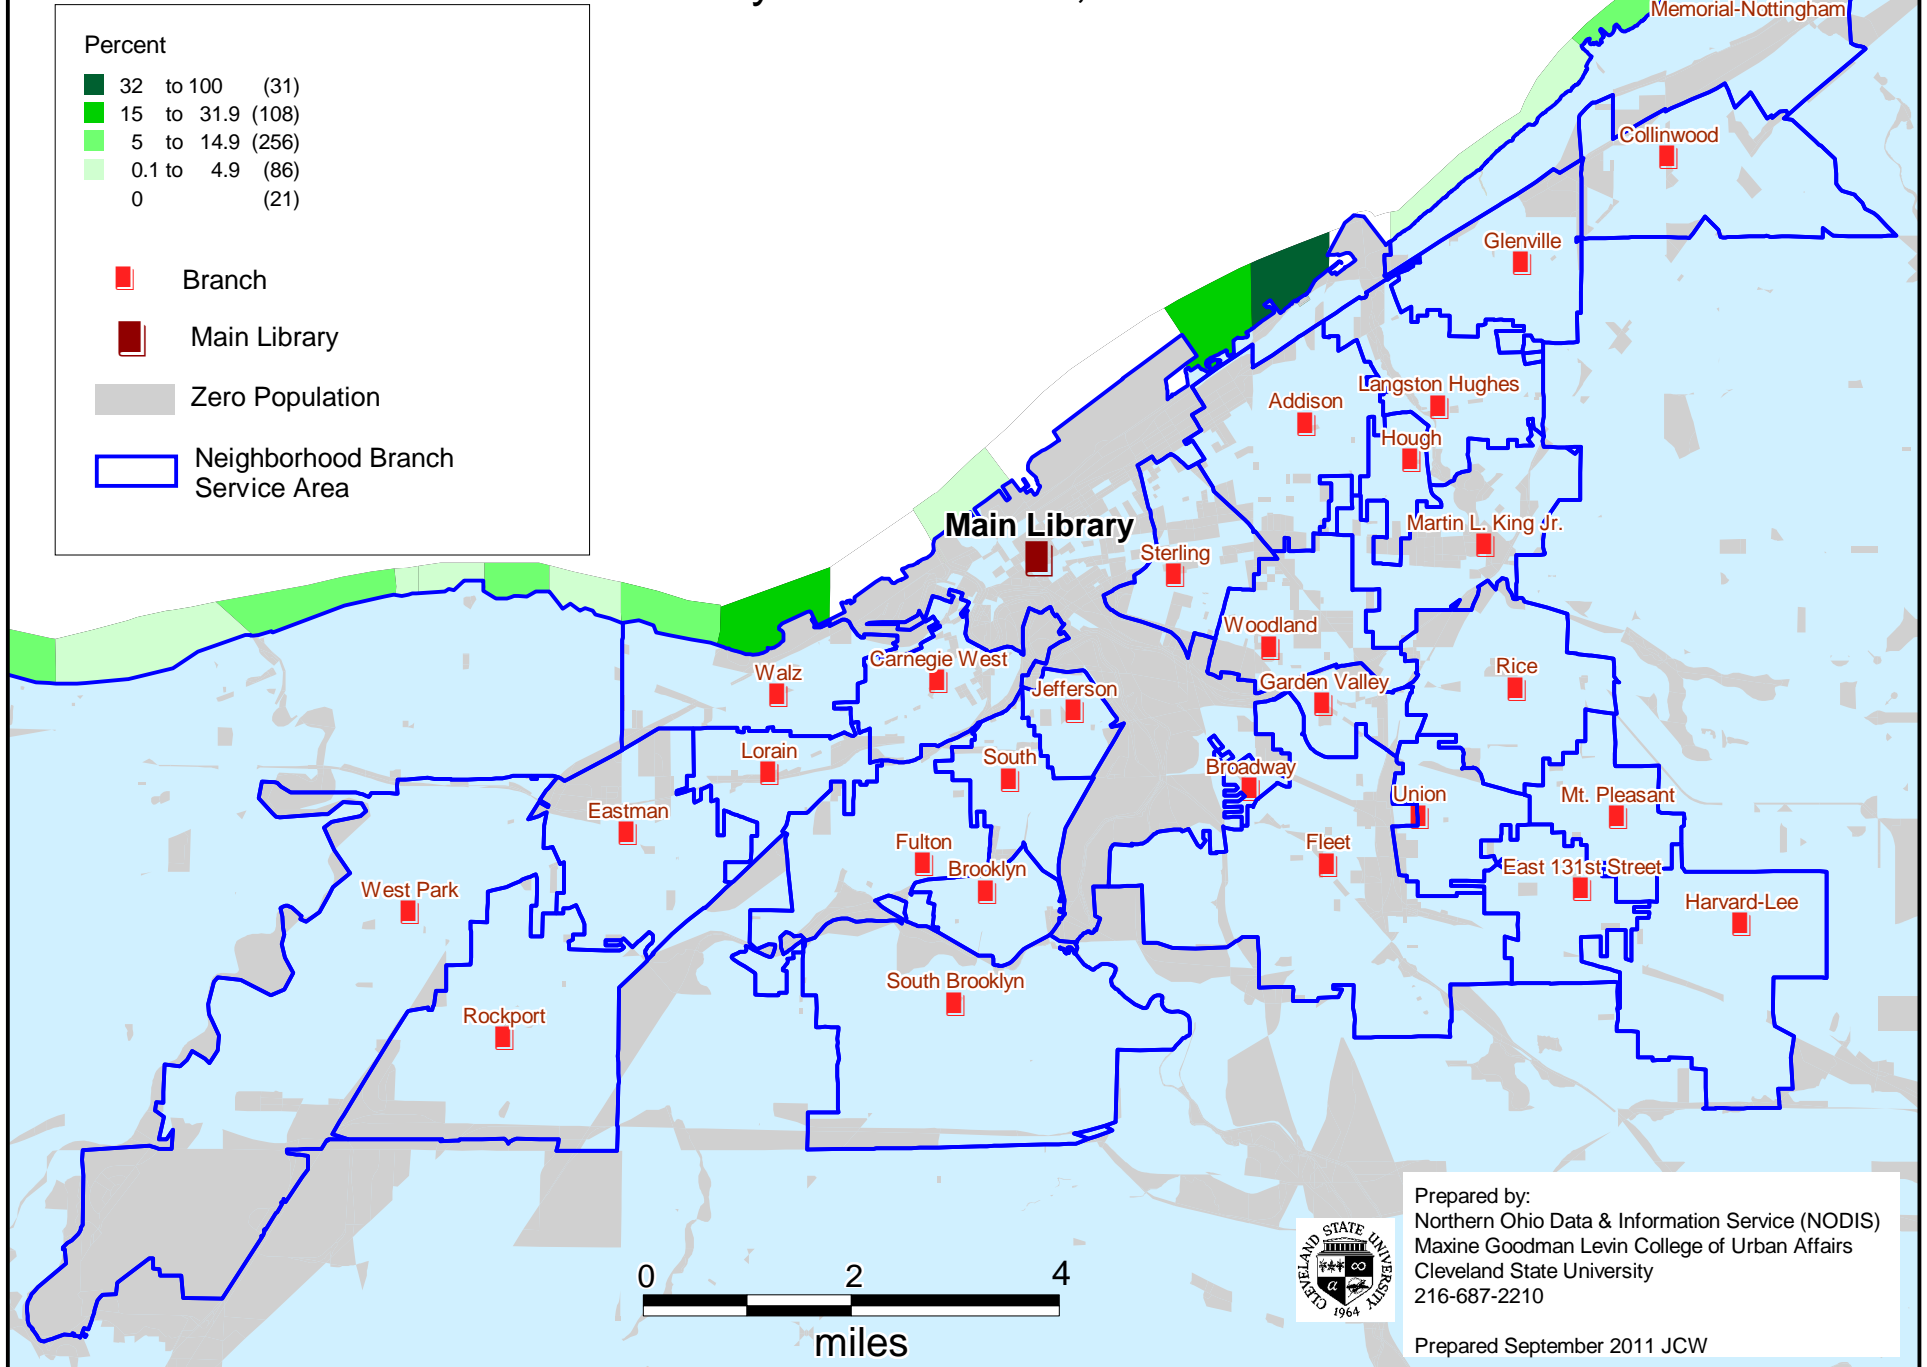 Memorial-Nottingham
Percent
32 to 100 (31)
15 to 31.9 (108)
5 to 14.9 (256)
0.1 to 4.9 (86)
0 (21)
Branch
Main Library
Zero Population
Neighborhood Branch
Service Area
Collinwood
Glenville
Langston Hughes
Addison
Hough
Main Library
Martin L. King Jr.
Sterling
Woodland
Carnegie West
Walz
Rice
Garden Valley
Jefferson
Lorain
South
Broadway
Union
Mt. Pleasant
Eastman
Fulton
Fleet
Brooklyn
East 131st Street
West Park
Harvard-Lee
South Brooklyn
Rockport
0 2 4
miles
CLEVELAND STATE UNIVERSITY
1964
Prepared by:
Northern Ohio Data & Information Service (NODIS)
Maxine Goodman Levin College of Urban Affairs
Cleveland State University
216-687-2210
Prepared September 2011 JCW